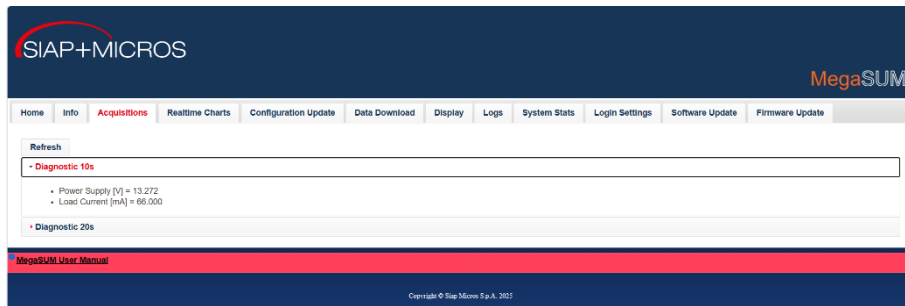 SIAP+MICROS
MegaSUM
Home Info Acquisitions Realtime Charts Configuration Update Data Download Display Logs System Stats Login Settings Software Update Firmware Update
Refresh
Diagnostic 10s
Power Supply [V] = 13.272
Load Current [mA] = 66.000
Diagnostic 20s
MegaSUM User Manual
Copyright © Siap Micros S.p.A. 2025